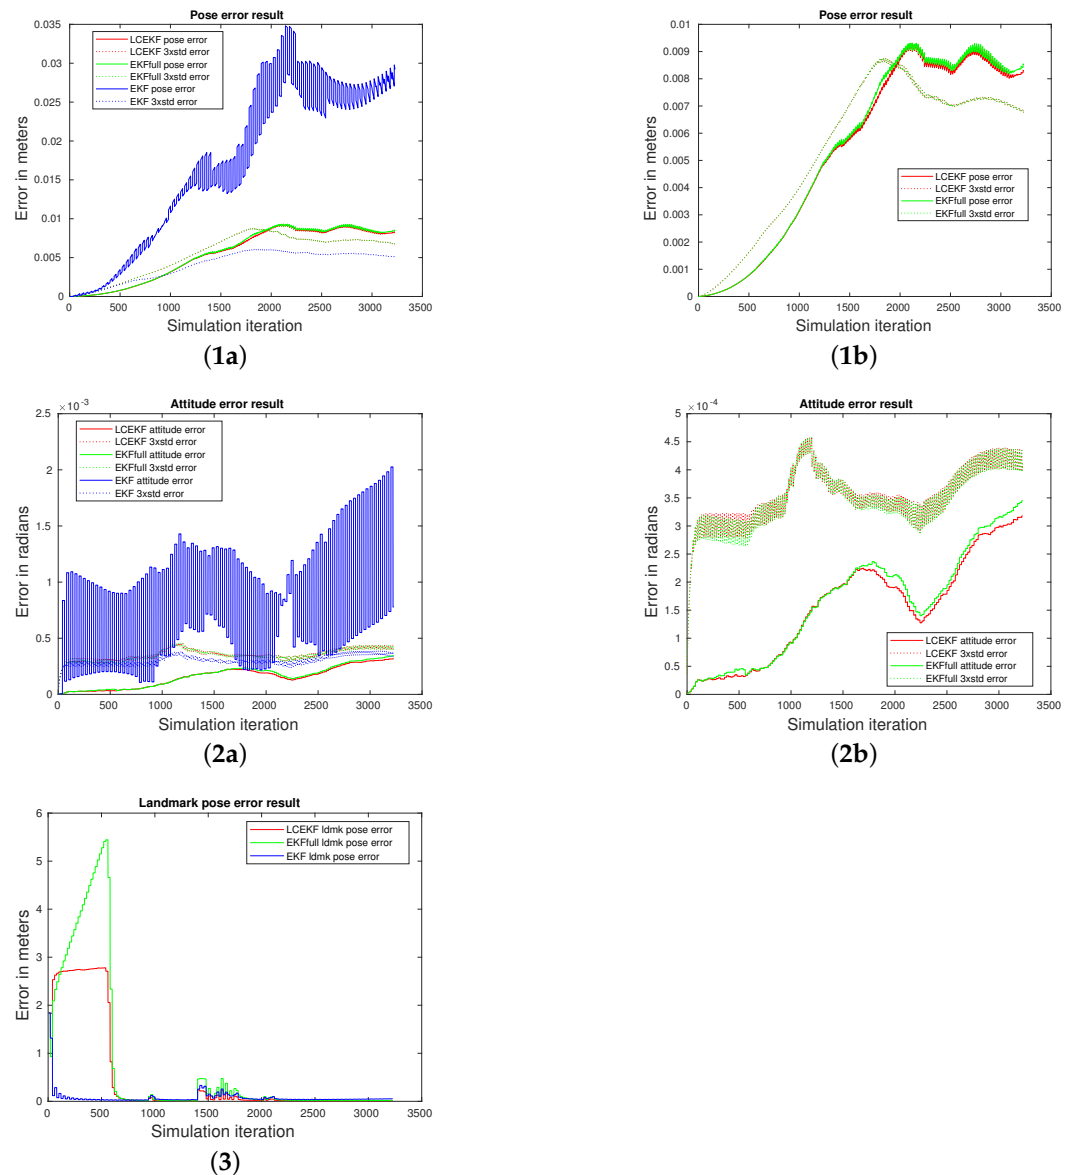 Pose error result
0.035
0.03
0.025
0.02
0.015
0.01
0.005
0
Error in meters
LCEKF pose error
LCEKF 3xstd error
EKFfull pose error
EKFfull 3xstd error
EKF pose error
EKF 3xstd error
0 500 1000 1500 2000 2500 3000 3500
Simulation iteration
(1a)
Pose error result
0.01
0.009
0.008
0.007
0.006
0.005
0.004
0.003
0.002
0.001
0
Error in meters
LCEKF pose error
LCEKF 3xstd error
EKFfull pose error
EKFfull 3xstd error
0 500 1000 1500 2000 2500 3000 3500
Simulation iteration
(1b)
Attitude error result
×10-3
2.5
2
1.5
1
0.5
0
Error in radians
LCEKF attitude error
LCEKF 3xstd error
EKFfull attitude error
EKFfull 3xstd error
EKF attitude error
EKF 3xstd error
0 500 1000 1500 2000 2500 3000 3500
Simulation iteration
(2a)
Attitude error result
×10-4
5
4.5
4
3.5
3
2.5
2
1.5
1
0.5
0
Error in radians
LCEKF attitude error
LCEKF 3xstd error
EKFfull attitude error
EKFfull 3xstd error
0 500 1000 1500 2000 2500 3000 3500
Simulation iteration
(2b)
Landmark pose error result
6
5
4
3
2
1
0
Error in meters
LCEKF ldmk pose error
EKFfull ldmk pose error
EKF ldmk pose error
0 500 1000 1500 2000 2500 3000 3500
Simulation iteration
(3)